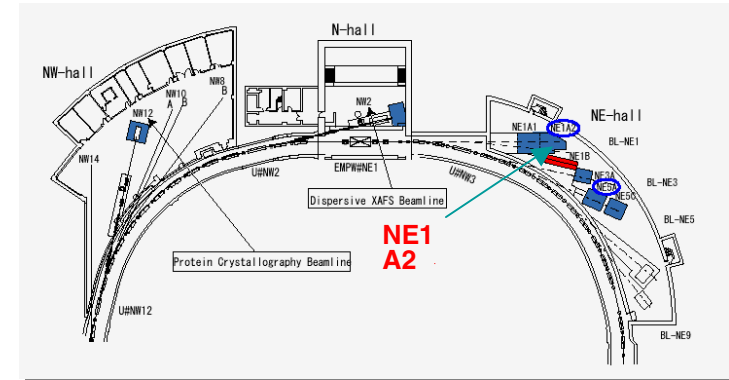 N-hall
NW-hall
NW10
A B
NW8
B
NW12
NW2
NE1A1
NE1A2
NE-hall
BL-NE1
NW14
NE1B
NE3A
NE5A
NE5C
BL-NE3
BL-NE5
U#NW2
EMPW#NE1
U#NW3
Dispersive XAFS Beamline
NE1
A2
Protein Crystallography Beamline
U#NW12
BL-NE9